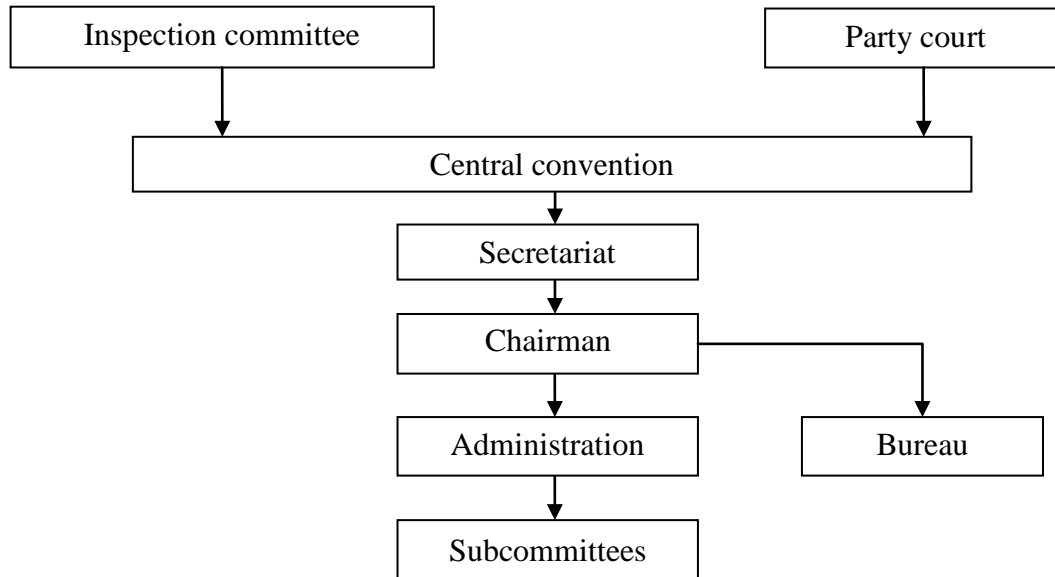 Inspection committee
Party court
Central convention
Secretariat
Chairman
Administration
Bureau
Subcommittees